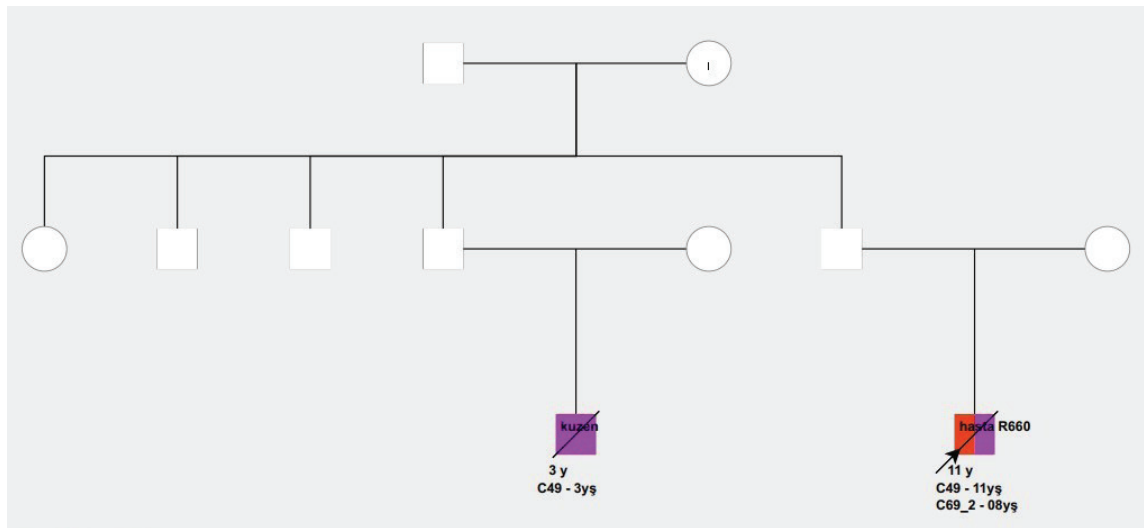 I
kuzen
3 y
C49 - 3yş
hasta R660
11 y
C49 - 11yş
C69_2 - 08yş